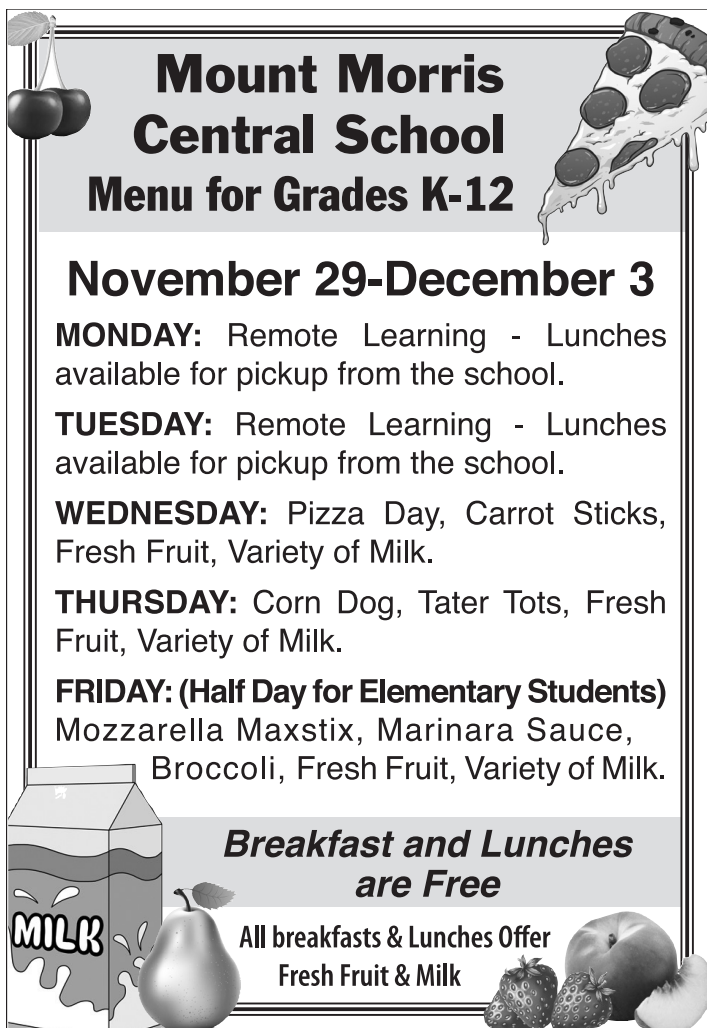 Mount Morris
Central School
Menu for Grades K-12
November 29-December 3
MONDAY: Remote Learning - Lunches
available for pickup from the school.
TUESDAY: Remote Learning - Lunches
available for pickup from the school.
WEDNESDAY: Pizza Day, Carrot Sticks,
Fresh Fruit, Variety of Milk.
THURSDAY: Corn Dog, Tater Tots, Fresh
Fruit, Variety of Milk.
FRIDAY: (Half Day for Elementary Students)
Mozzarella Maxstix, Marinara Sauce,
Broccoli, Fresh Fruit, Variety of Milk.
Breakfast and Lunches
are Free
MILK
All breakfasts & Lunches Offer
Fresh Fruit & Milk